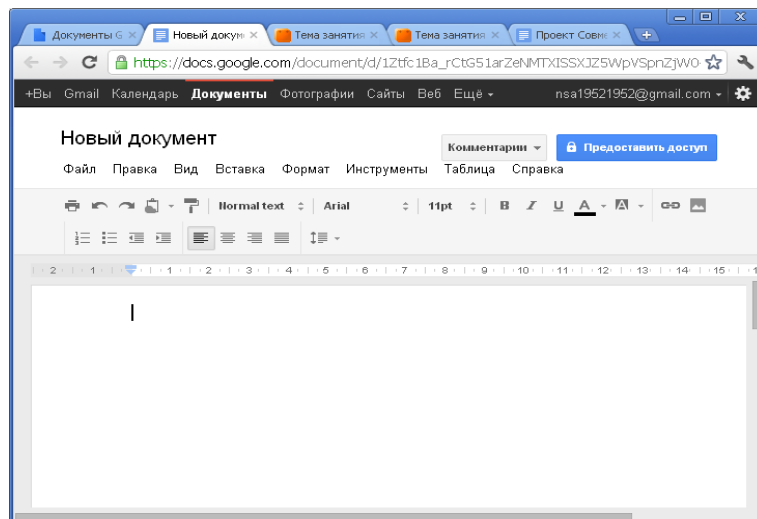 Документы G Новый докум Тема занятия Тема занятия Проект Совме
https://docs.google.com/document/d/1Ztfc1Ba_rCtG51arZeNMTXISSXJZ5WpVSpnZjW0
+Вы Gmail Календарь Документы Фотографии Сайты Веб Ещё nsa19521952@gmail.com
Новый документ
Комментарии Предоставить доступ
Файл Правка Вид Вставка Формат Инструменты Таблица Справка
Normal text Arial 11pt B I U A A
2 1 1 2 3 4 5 6 7 8 9 10 11 12 13 14 15 1